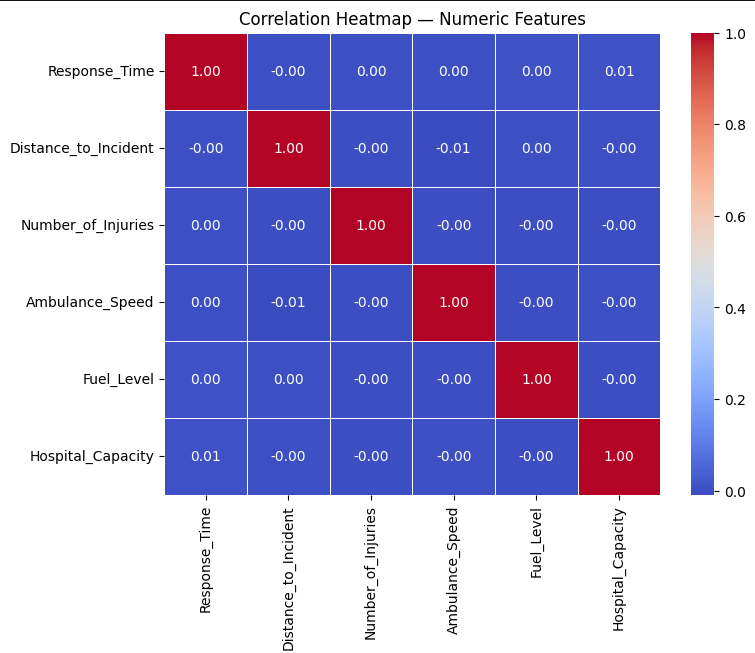 Correlation Heatmap — Numeric Features
Response_Time 1.00 -0.00 0.00 0.00 0.00 0.01
Distance_to_Incident -0.00 1.00 -0.00 -0.01 0.00 -0.00
Number_of_Injuries 0.00 -0.00 1.00 -0.00 -0.00 -0.00
Ambulance_Speed 0.00 -0.01 -0.00 1.00 -0.00 -0.00
Fuel_Level 0.00 0.00 -0.00 -0.00 1.00 -0.00
Hospital_Capacity 0.01 -0.00 -0.00 -0.00 -0.00 1.00
Response_Time
Distance_to_Incident
Number_of_Injuries
Ambulance_Speed
Fuel_Level
Hospital_Capacity
1.0
0.8
0.6
0.4
0.2
0.0